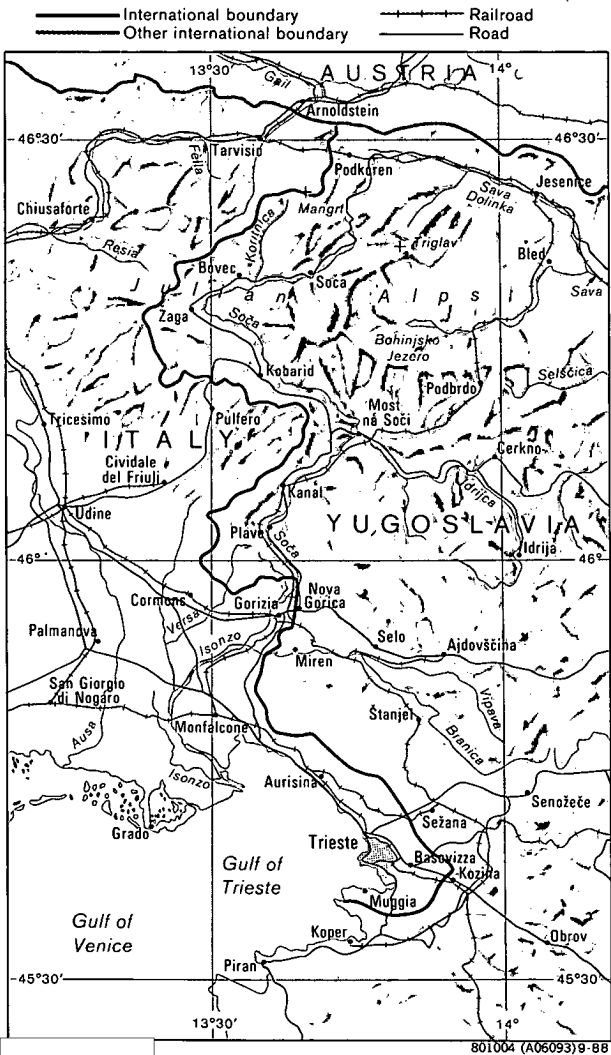 International boundary
Other international boundary
Railroad
Road
13°30'
14°
AUSTRIA
Gail
Arnoldstein
46°30'
46°30'
Tarvisio
Fella
Podkoren
Jesenice
Chiusaforte
Mangrt
Sava
Dolinka
Koritnica
Triglav
Resia
Bled
Bovec
Soča
Julian Alps
Sava
Zaga
Soča
Bohinjsko
Jezero
Kobarid
Selščica
Podbrdo
Tricesimo
Pulfero
Most
na Soči
ITALY
Cerkno
Cividale
del Friuli
Kanal
Idrijca
Udine
YUGOSLAVIA
Plave
Soča
Idrija
46°
46°
Cormons
Gorizia
Nova
Gorica
Versa
Palmanova
Isonzo
Selo
Ajdovščina
Miren
San Giorgio
di Nogaro
Vipava
Štanjel
Ausa
Monfalcone
Branica
Isonzo
Aurisina
Senožeče
Grado
Sežana
Trieste
Basovizza
Gulf of
Trieste
Kozina
Muggia
Gulf of
Venice
Koper
Obrov
Piran
45°30'
45°30'
13°30'
14°
801004 (A06093) 9-88